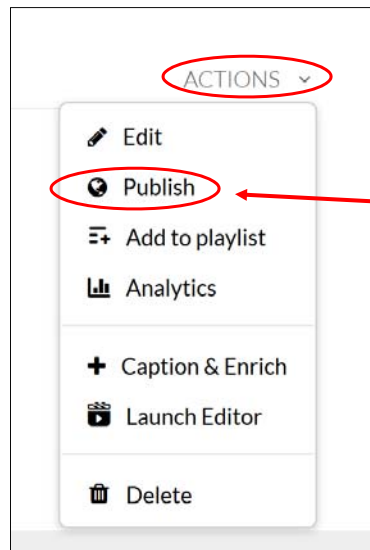 ACTIONS
Edit
Publish
Add to playlist
Analytics
Caption & Enrich
Launch Editor
Delete